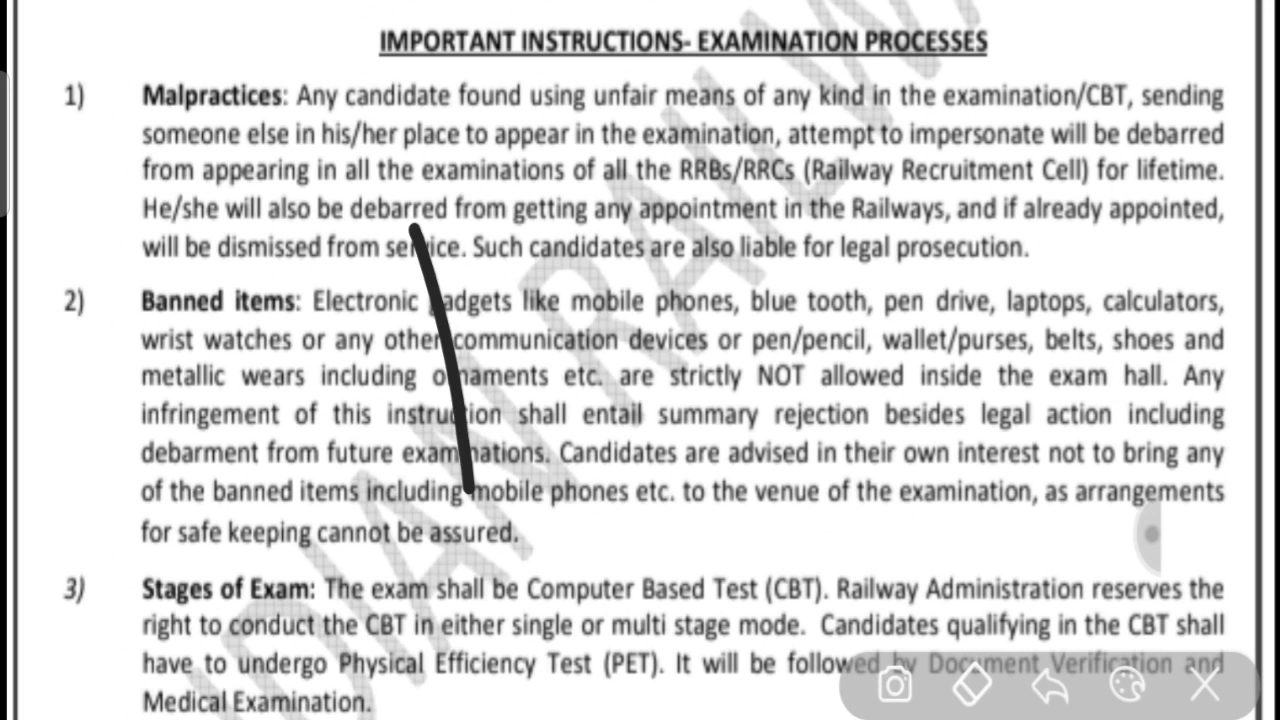 IMPORTANT INSTRUCTIONS- EXAMINATION PROCESSES
1) Malpractices: Any candidate found using unfair means of any kind in the examination/CBT, sending
someone else in his/her place to appear in the examination, attempt to impersonate will be debarred
from appearing in all the examinations of all the RRBs/RRCs (Railway Recruitment Cell) for lifetime.
He/she will also be debarred from getting any appointment in the Railways, and if already appointed,
will be dismissed from service. Such candidates are also liable for legal prosecution.
2) Banned items: Electronic gadgets like mobile phones, blue tooth, pen drive, laptops, calculators,
wrist watches or any other communication devices or pen/pencil, wallet/purses, belts, shoes and
metallic wears including ornaments etc. are strictly NOT allowed inside the exam hall. Any
infringement of this instruction shall entail summary rejection besides legal action including
debarment from future examinations. Candidates are advised in their own interest not to bring any
of the banned items including mobile phones etc. to the venue of the examination, as arrangements
for safe keeping cannot be assured.
3) Stages of Exam: The exam shall be Computer Based Test (CBT). Railway Administration reserves the
right to conduct the CBT in either single or multi stage mode. Candidates qualifying in the CBT shall
have to undergo Physical Efficiency Test (PET). It will be followed by Document Verification and
Medical Examination.